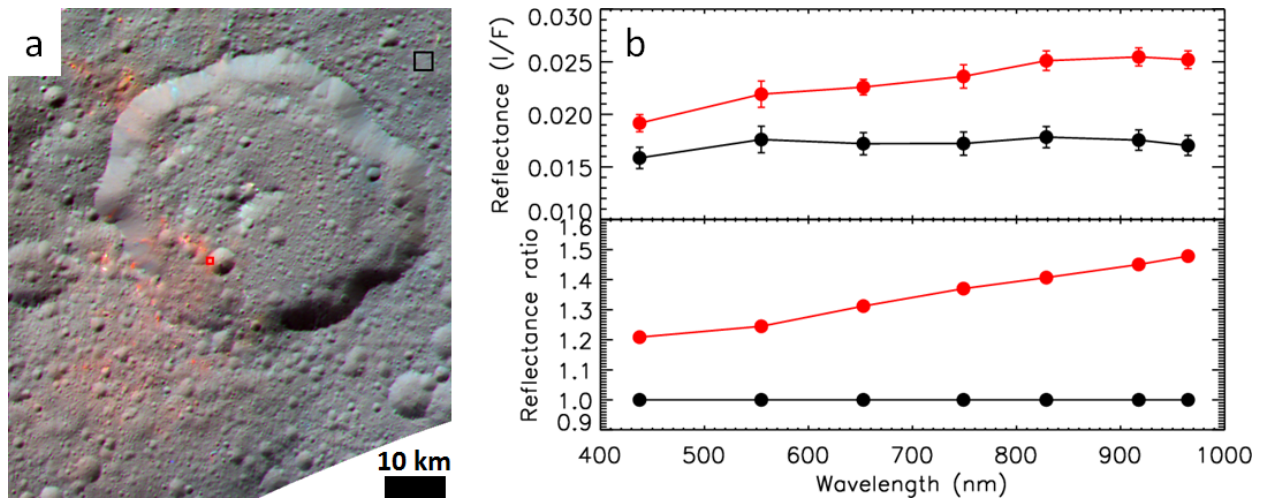 a
10 km
b
Reflectance (I/F)
0.030
0.025
0.020
0.015
0.010
Reflectance ratio
1.6
1.5
1.4
1.3
1.2
1.1
1.0
0.9
400 500 600 700 800 900 1000
Wavelength (nm)